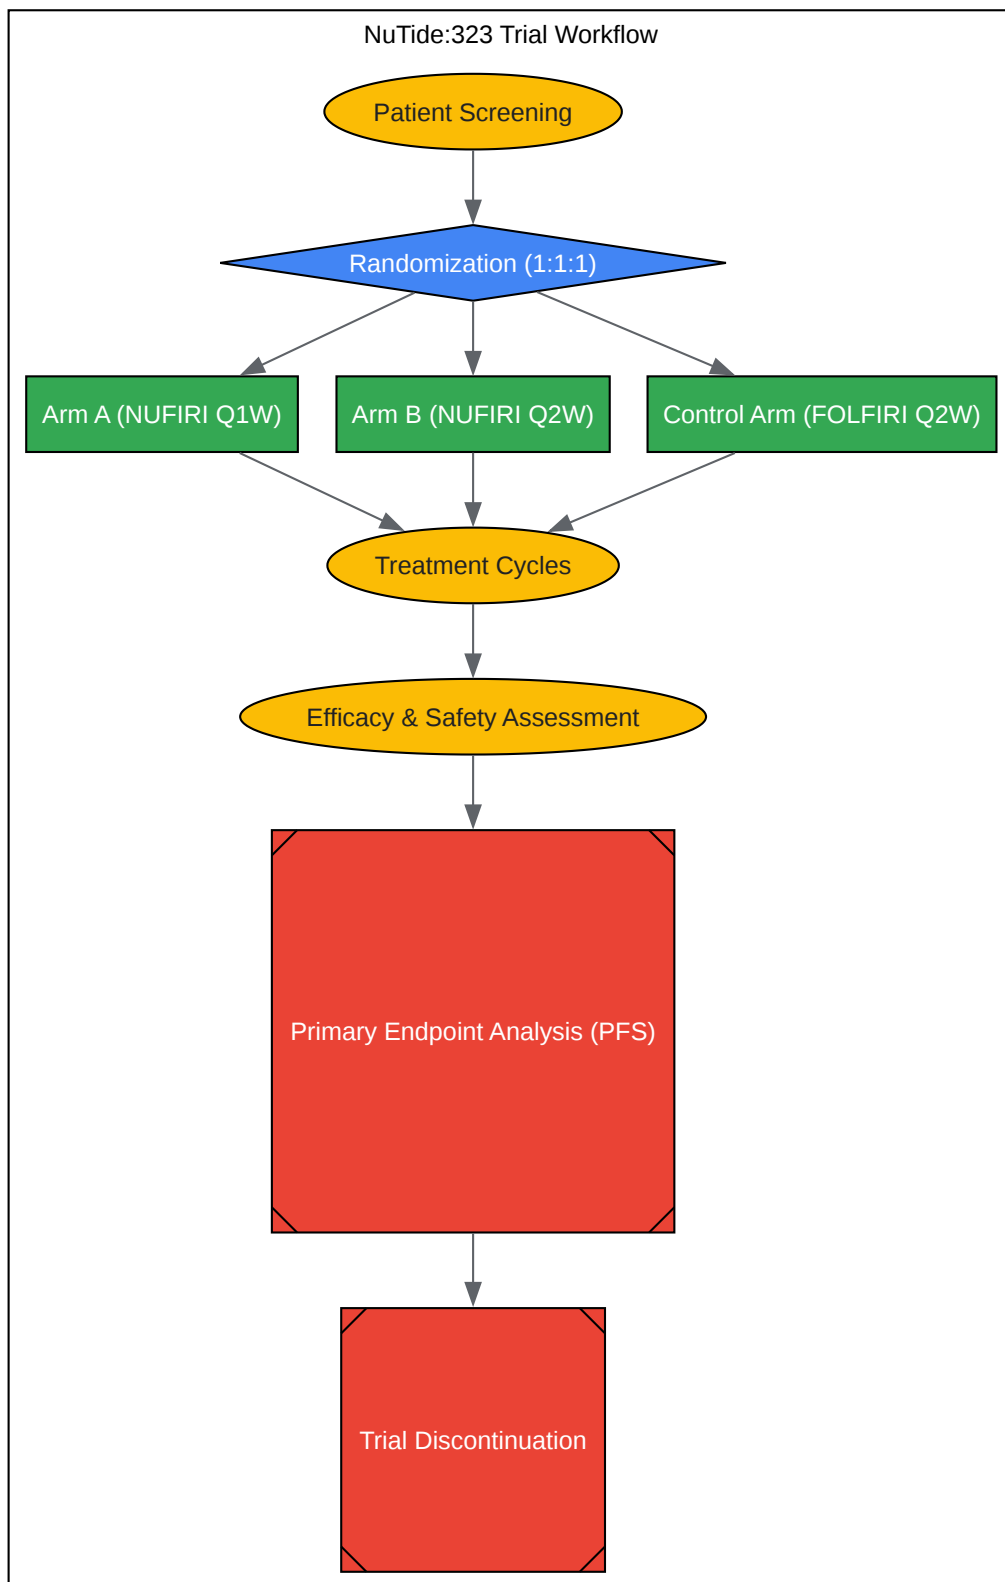 NuTide:323 Trial Workflow
Patient Screening
Randomization (1:1:1)
Arm A (NUFIRI Q1W)
Arm B (NUFIRI Q2W)
Control Arm (FOLFIRI Q2W)
Treatment Cycles
Efficacy & Safety Assessment
Primary Endpoint Analysis (PFS)
Trial Discontinuation